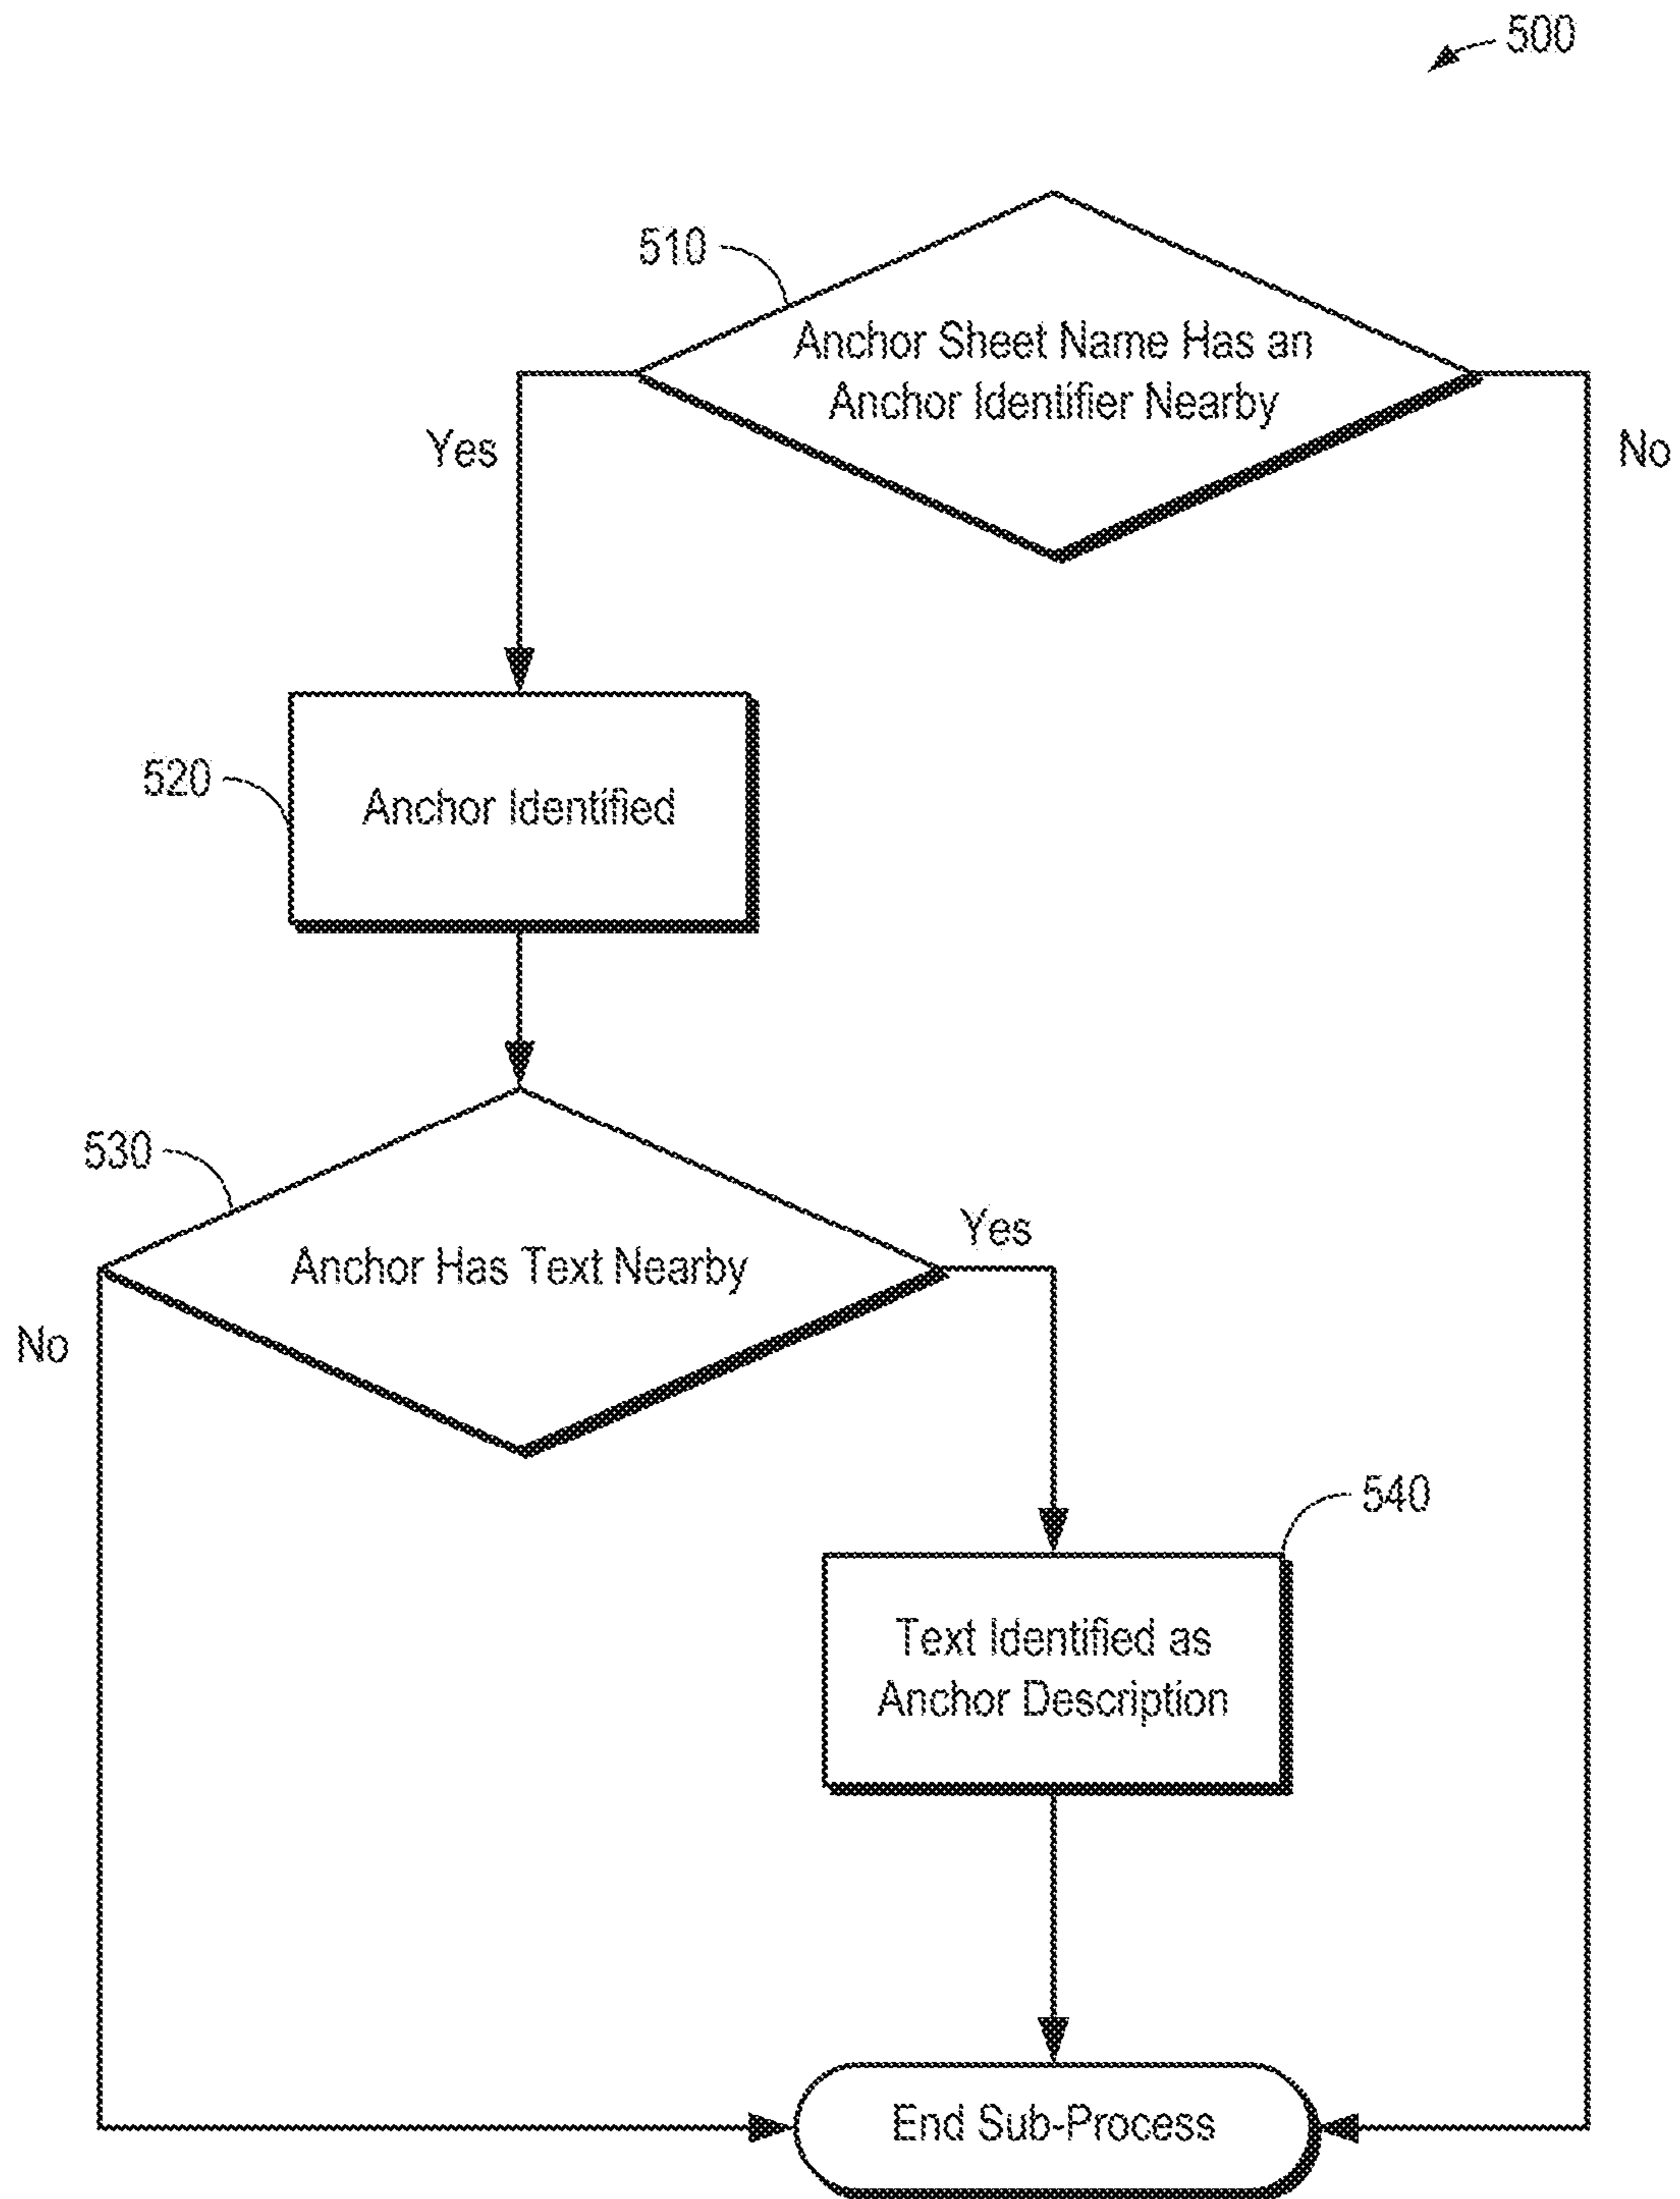 500
510
Anchor Sheet Name Has an
Anchor Identifier Nearby
Yes
No
520
Anchor Identified
530
Yes
Anchor Has Text Nearby
No
540
Text Identified as
Anchor Description
End Sub-Process